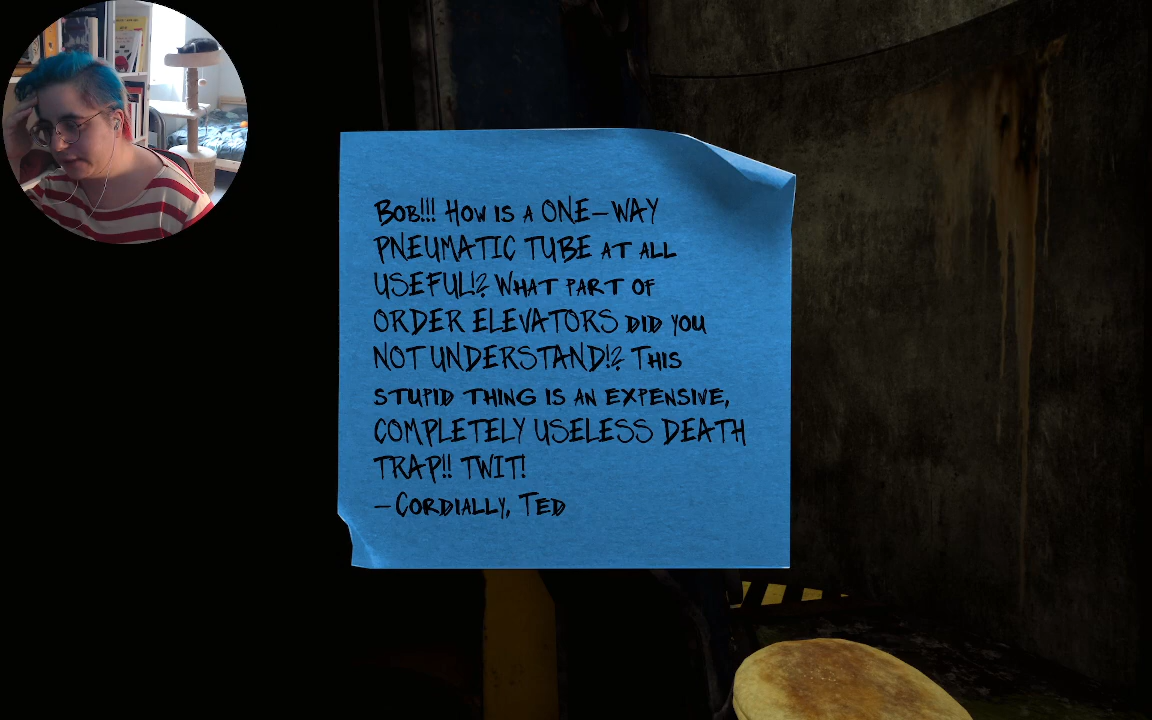 Bob!!! How is a ONE-WAY
PNEUMATIC TUBE at all
USEFUL!? What part of
ORDER ELEVATORS did you
NOT UNDERSTAND!? This
stupid thing is an expensive,
COMPLETELY USELESS DEATH
TRAP!! TWIT!
-Cordially, Ted